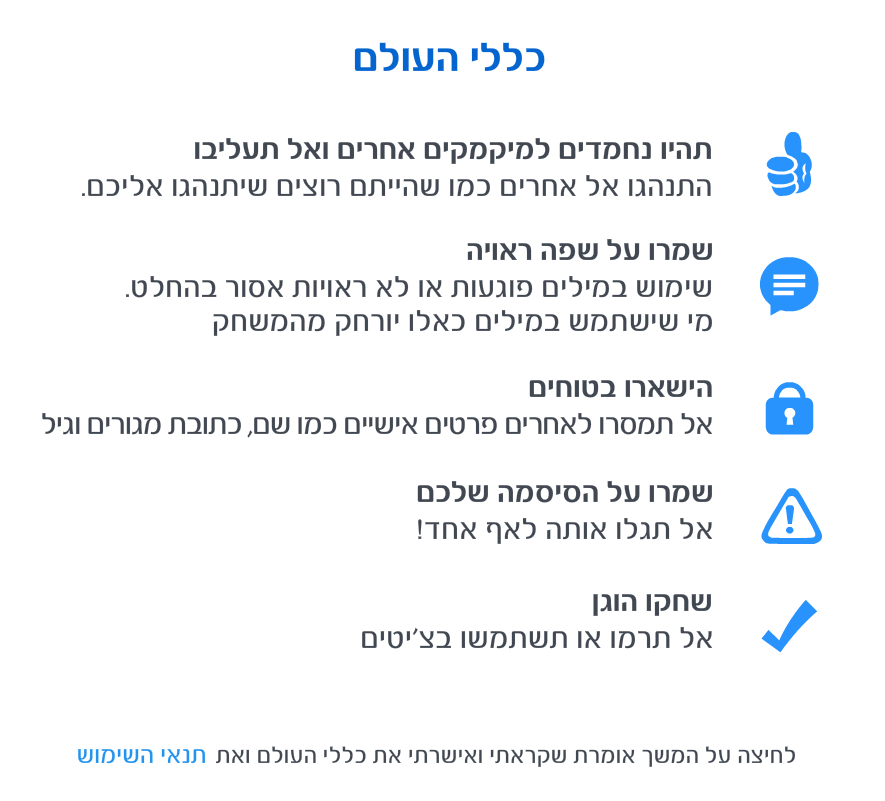 כללי העולם
תהיו נחמדים למיקמקים אחרים ואל תעליבו
התנהגו אל אחרים כמו שהייתם רוצים שיתנהגו אליכם.
שמרו על שפה ראויה
שימוש במילים פוגעות או לא ראויות אסור בהחלט.
מי שישתמש במילים כאלו יורחק מהמשחק
הישארו בטוחים
אל תמסרו לאחרים פרטים אישיים כמו שם, כתובת מגורים וגיל
שמרו על הסיסמה שלכם
אל תגלו אותה לאף אחד!
שחקו הוגן
אל תרמו או תשתמשו בצ'יטים
לחיצה על המשך אומרת שקראתי ואישרתי את כללי העולם ואת תנאי השימוש